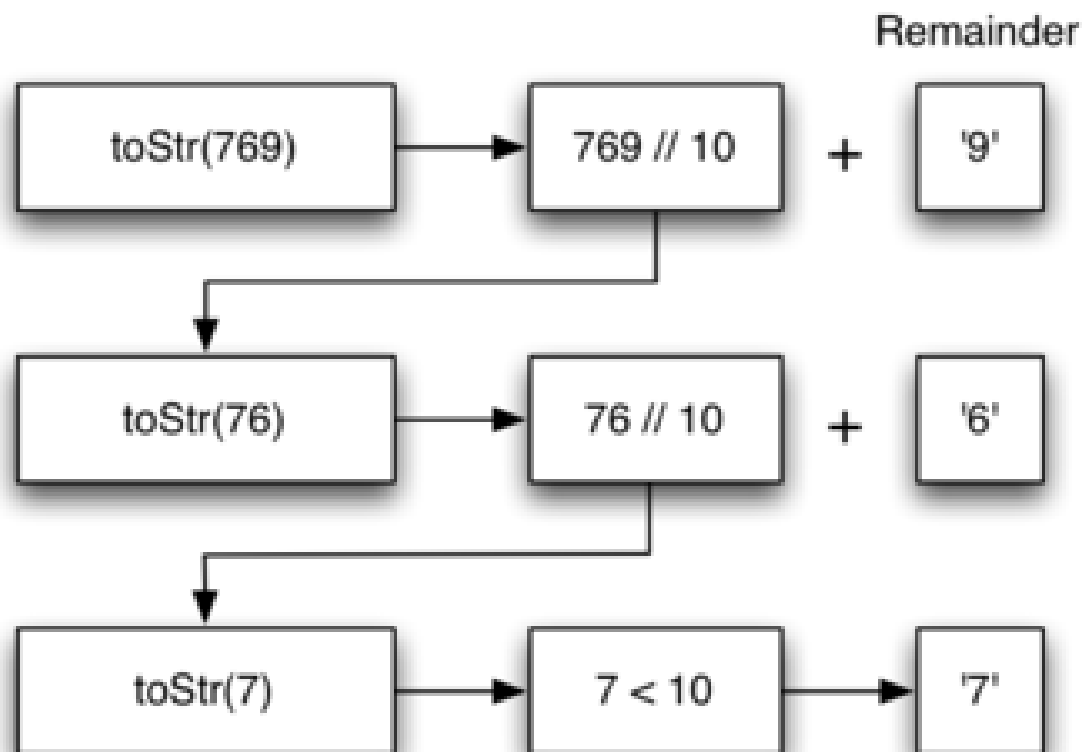 Remainder
toStr(769) 769 // 10 + '9'
toStr(76) 76 // 10 + '6'
toStr(7) 7 < 10 '7'